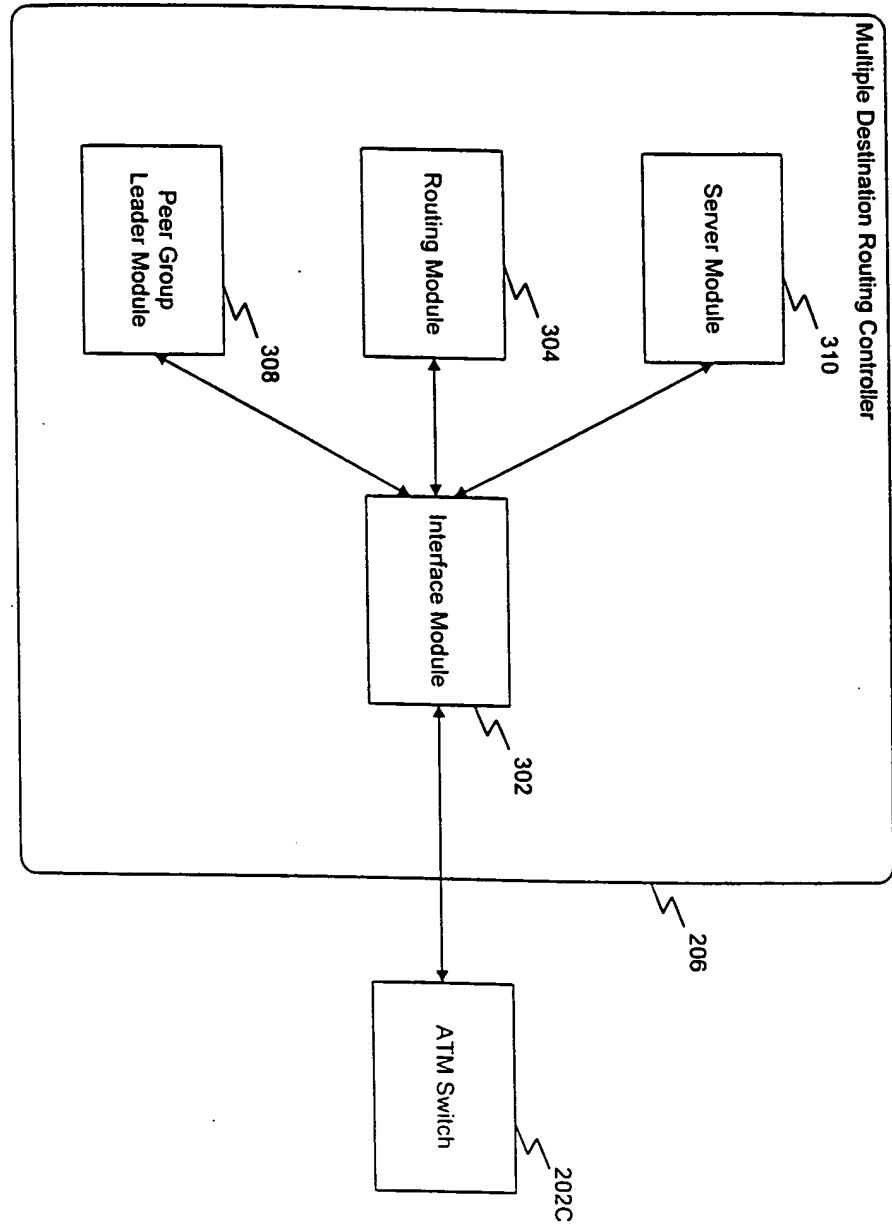 Multiple Destination Routing Controller
Server Module
310
Routing Module
304
Peer Group
Leader Module
308
Interface Module
302
206
ATM Switch
202C